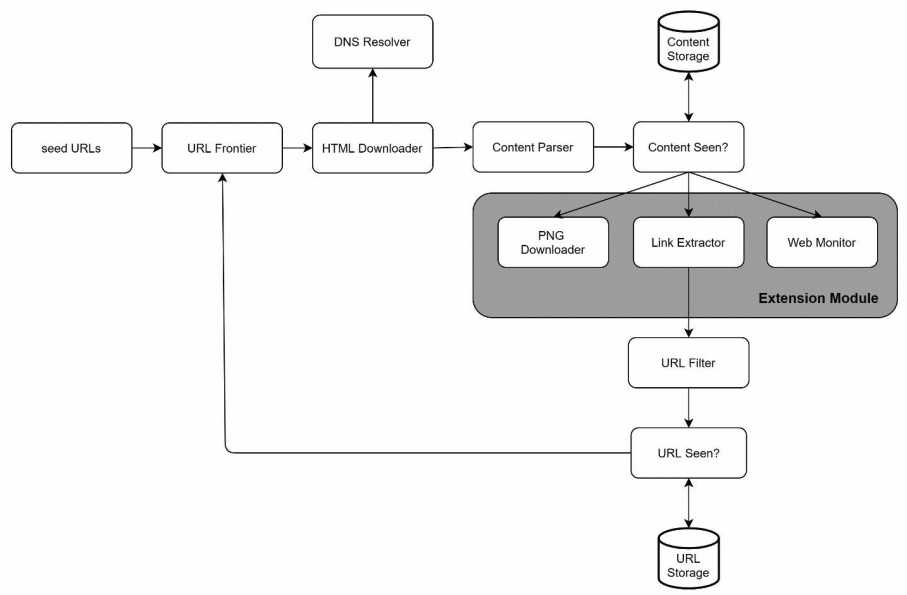 DNS Resolver
Content
Storage
seed URLs
URL Frontier
HTML Downloader
Content Parser
Content Seen?
PNG
Downloader
Link Extractor
Web Monitor
Extension Module
URL Filter
URL Seen?
URL
Storage